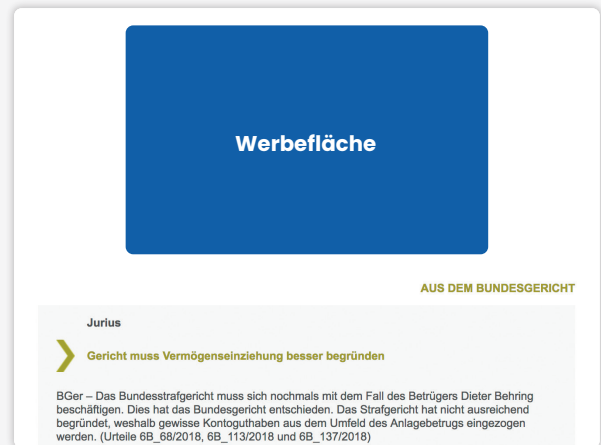 Werbefläche
AUS DEM BUNDESGERICHT
Jurius
Gericht muss Vermögenseinziehung besser begründen
BGer – Das Bundesstrafgericht muss sich nochmals mit dem Fall des Betrügers Dieter Behring
beschäftigen. Dies hat das Bundesgericht entschieden. Das Strafgericht hat nicht ausreichend
begründet, weshalb gewisse Kontoguthaben aus dem Umfeld des Anlagebetrugs eingezogen
werden. (Urteile 6B_68/2018, 6B_113/2018 und 6B_137/2018)